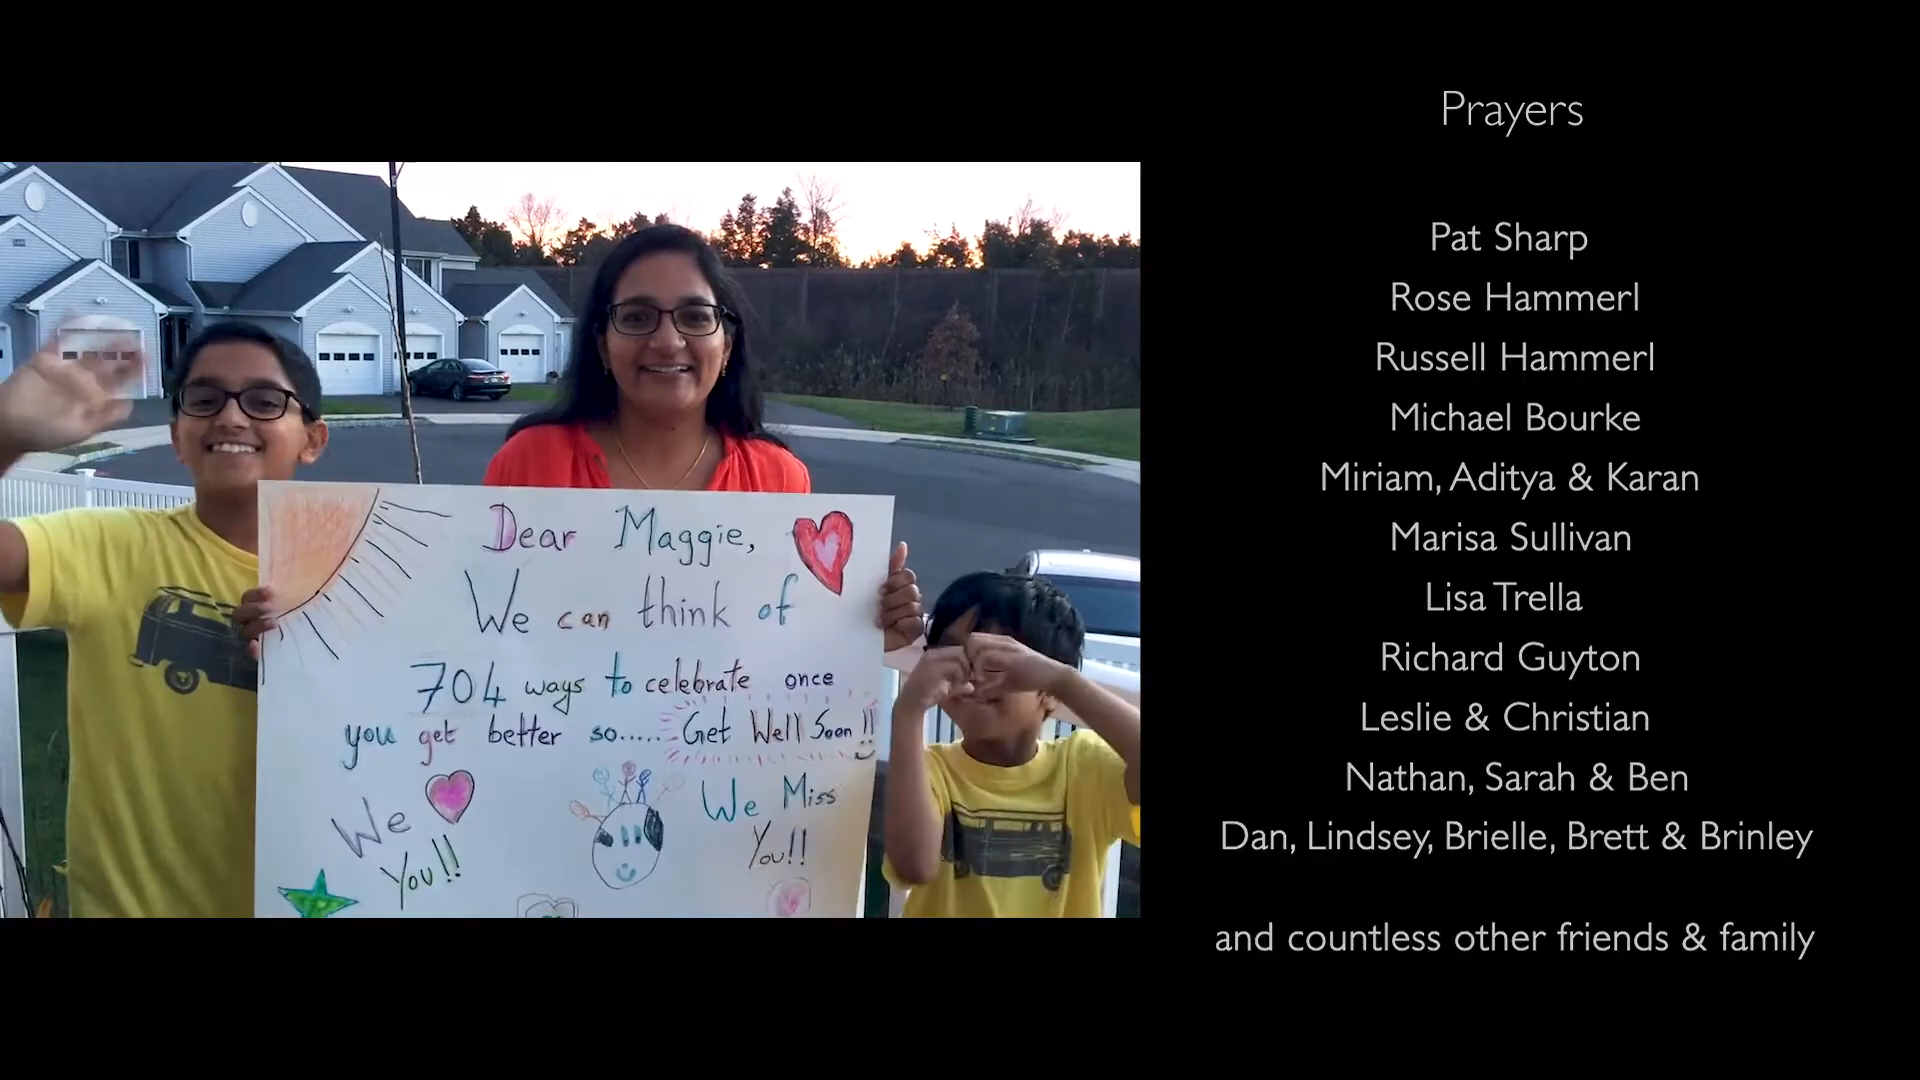 Dear Maggie,
We can think of
704 ways to celebrate once
you get better so..... Get Well Soon!!
We
You!!
We Miss
You!!
Prayers
Pat Sharp
Rose Hammerl
Russell Hammerl
Michael Bourke
Miriam, Aditya & Karan
Marisa Sullivan
Lisa Trella
Richard Guyton
Leslie & Christian
Nathan, Sarah & Ben
Dan, Lindsey, Brielle, Brett & Brinley
and countless other friends & family